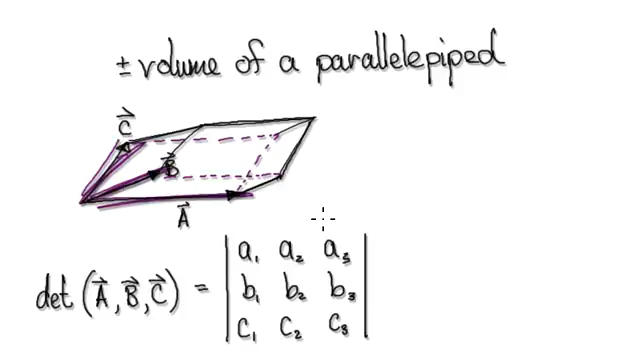 ± volume of a parallelepiped
C⃗
B⃗
A⃗
det (A⃗, B⃗, C⃗) = | a₁ a₂ a₃ |
| b₁ b₂ b₃ |
| c₁ c₂ c₃ |